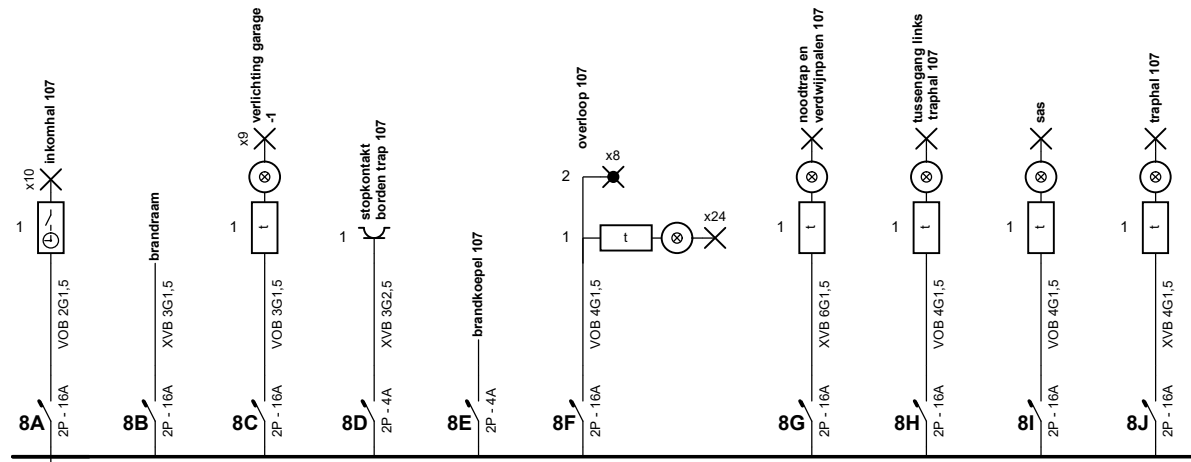 x10
inkomhal 107
1
VOB 2G1,5
2P - 16A
8A
brandraam
XVB 3G1,5
2P - 16A
8B
x9
verlichting garage
-1
1
t
VOB 3G1,5
2P - 16A
8C
stopkontakt
borden trap 107
1
XVB 3G2,5
2P - 4A
8D
brandkoepel 107
2P - 4A
8E
overloop 107
2
x8
1
t
x24
VOB 4G1,5
2P - 16A
8F
noodtrap en
verdwijnpalen 107
1
t
XVB 6G1,5
2P - 16A
8G
tussengang links
traphal 107
1
t
VOB 4G1,5
2P - 16A
8H
sas
1
t
VOB 4G1,5
2P - 16A
8I
traphal 107
1
t
XVB 4G1,5
2P - 16A
8J